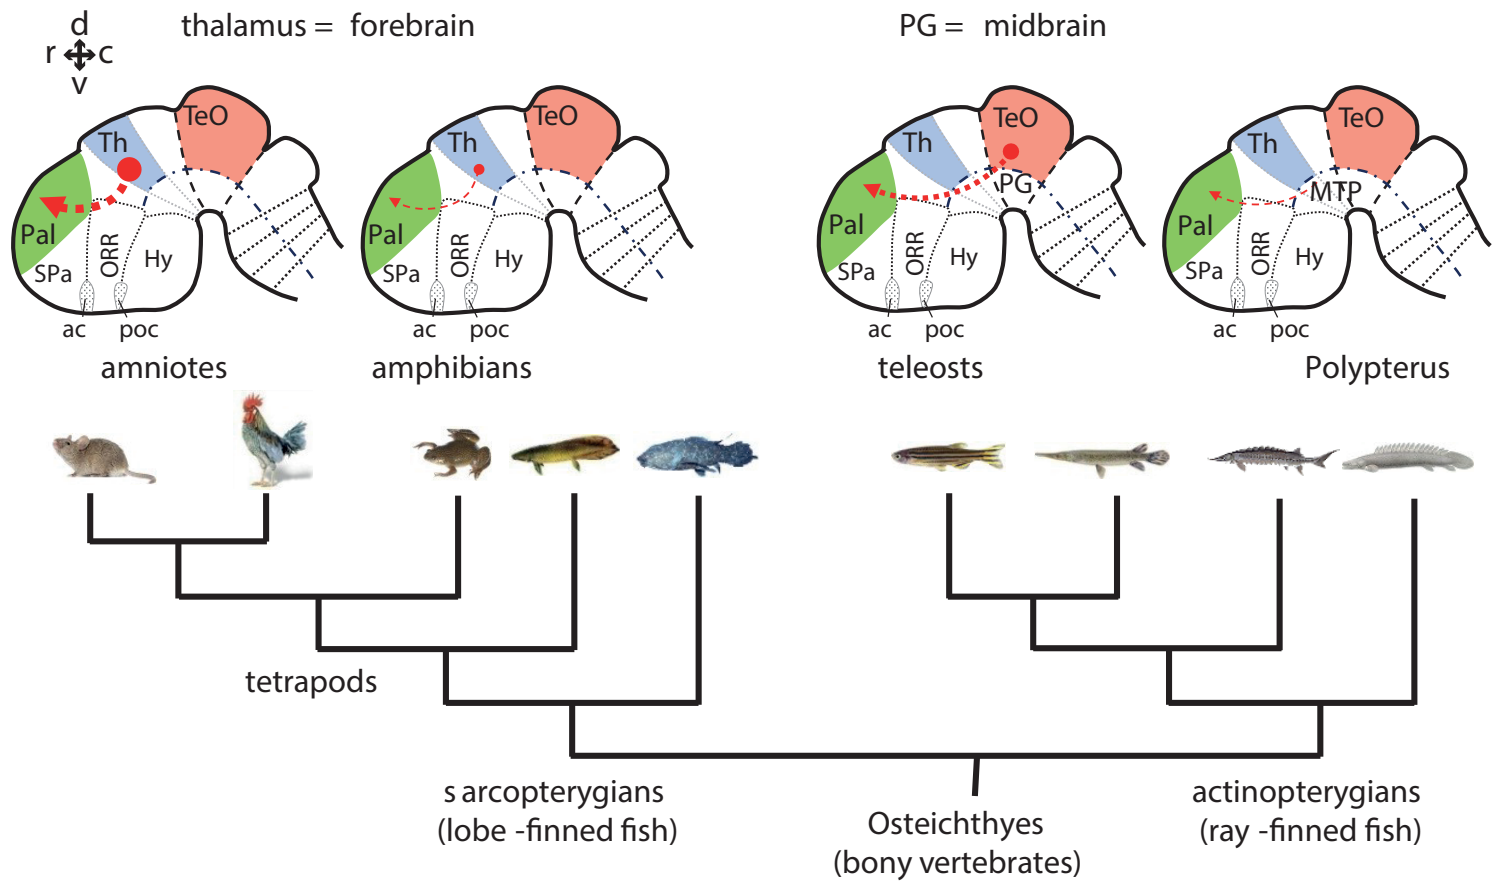 d
thalamus = forebrain
PG = midbrain
r c
v
TeO
Th
Pal
SPa
ORR
Hy
ac
poc
TeO
Th
Pal
SPa
ORR
Hy
ac
poc
TeO
Th
PG
Pal
SPa
ORR
Hy
ac
poc
TeO
Th
MTP
Pal
SPa
ORR
Hy
ac
poc
amniotes
amphibians
teleosts
Polypterus
tetrapods
s arcopterygians
(lobe -finned fish)
Osteichthyes
(bony vertebrates)
actinopterygians
(ray -finned fish)